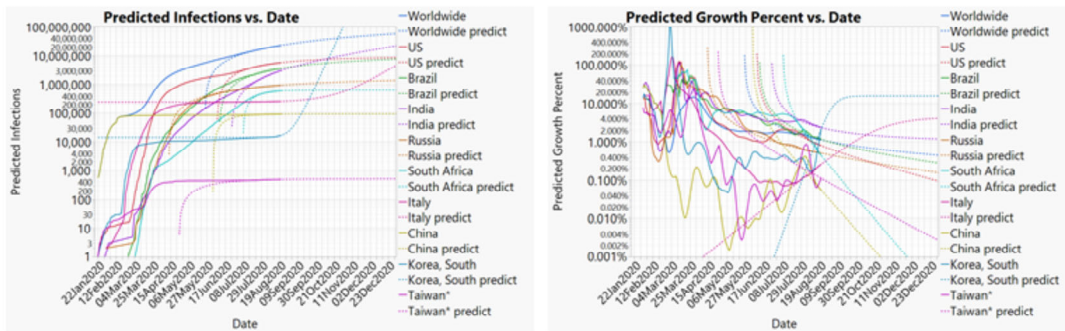 Predicted Infections vs. Date
Predicted Infections
100,000,000
40,000,000
20,000,000
10,000,000
3,000,000
1,000,000
400,000
200,000
100,000
30,000
10,000
4,000
2,000
1,000
400
200
100
30
10
3
1
22Jan2020
12Feb2020
04Mar2020
25Mar2020
15Apr2020
06May2020
27May2020
17Jun2020
08Jul2020
29Jul2020
19Aug2020
09Sep2020
30Sep2020
21Oct2020
11Nov2020
02Dec2020
23Dec2020
Date
Worldwide
Worldwide predict
US
US predict
Brazil
Brazil predict
India
India predict
Russia
Russia predict
South Africa
South Africa predict
Italy
Italy predict
China
China predict
Korea, South
Korea, South predict
Taiwan*
Taiwan* predict
Predicted Growth Percent vs. Date
Predicted Growth Percent
1,000.000%
400.000%
200.000%
100.000%
40.000%
20.000%
10.000%
4.000%
2.000%
1.000%
0.400%
0.200%
0.100%
0.040%
0.020%
0.010%
0.004%
0.002%
0.001%
22Jan2020
12Feb2020
04Mar2020
25Mar2020
15Apr2020
06May2020
27May2020
17Jun2020
08Jul2020
29Jul2020
19Aug2020
09Sep2020
30Sep2020
21Oct2020
11Nov2020
02Dec2020
23Dec2020
Date
Worldwide
Worldwide predict
US
US predict
Brazil
Brazil predict
India
India predict
Russia
Russia predict
South Africa
South Africa predict
Italy
Italy predict
China
China predict
Korea, South
Korea, South predict
Taiwan*
Taiwan* predict